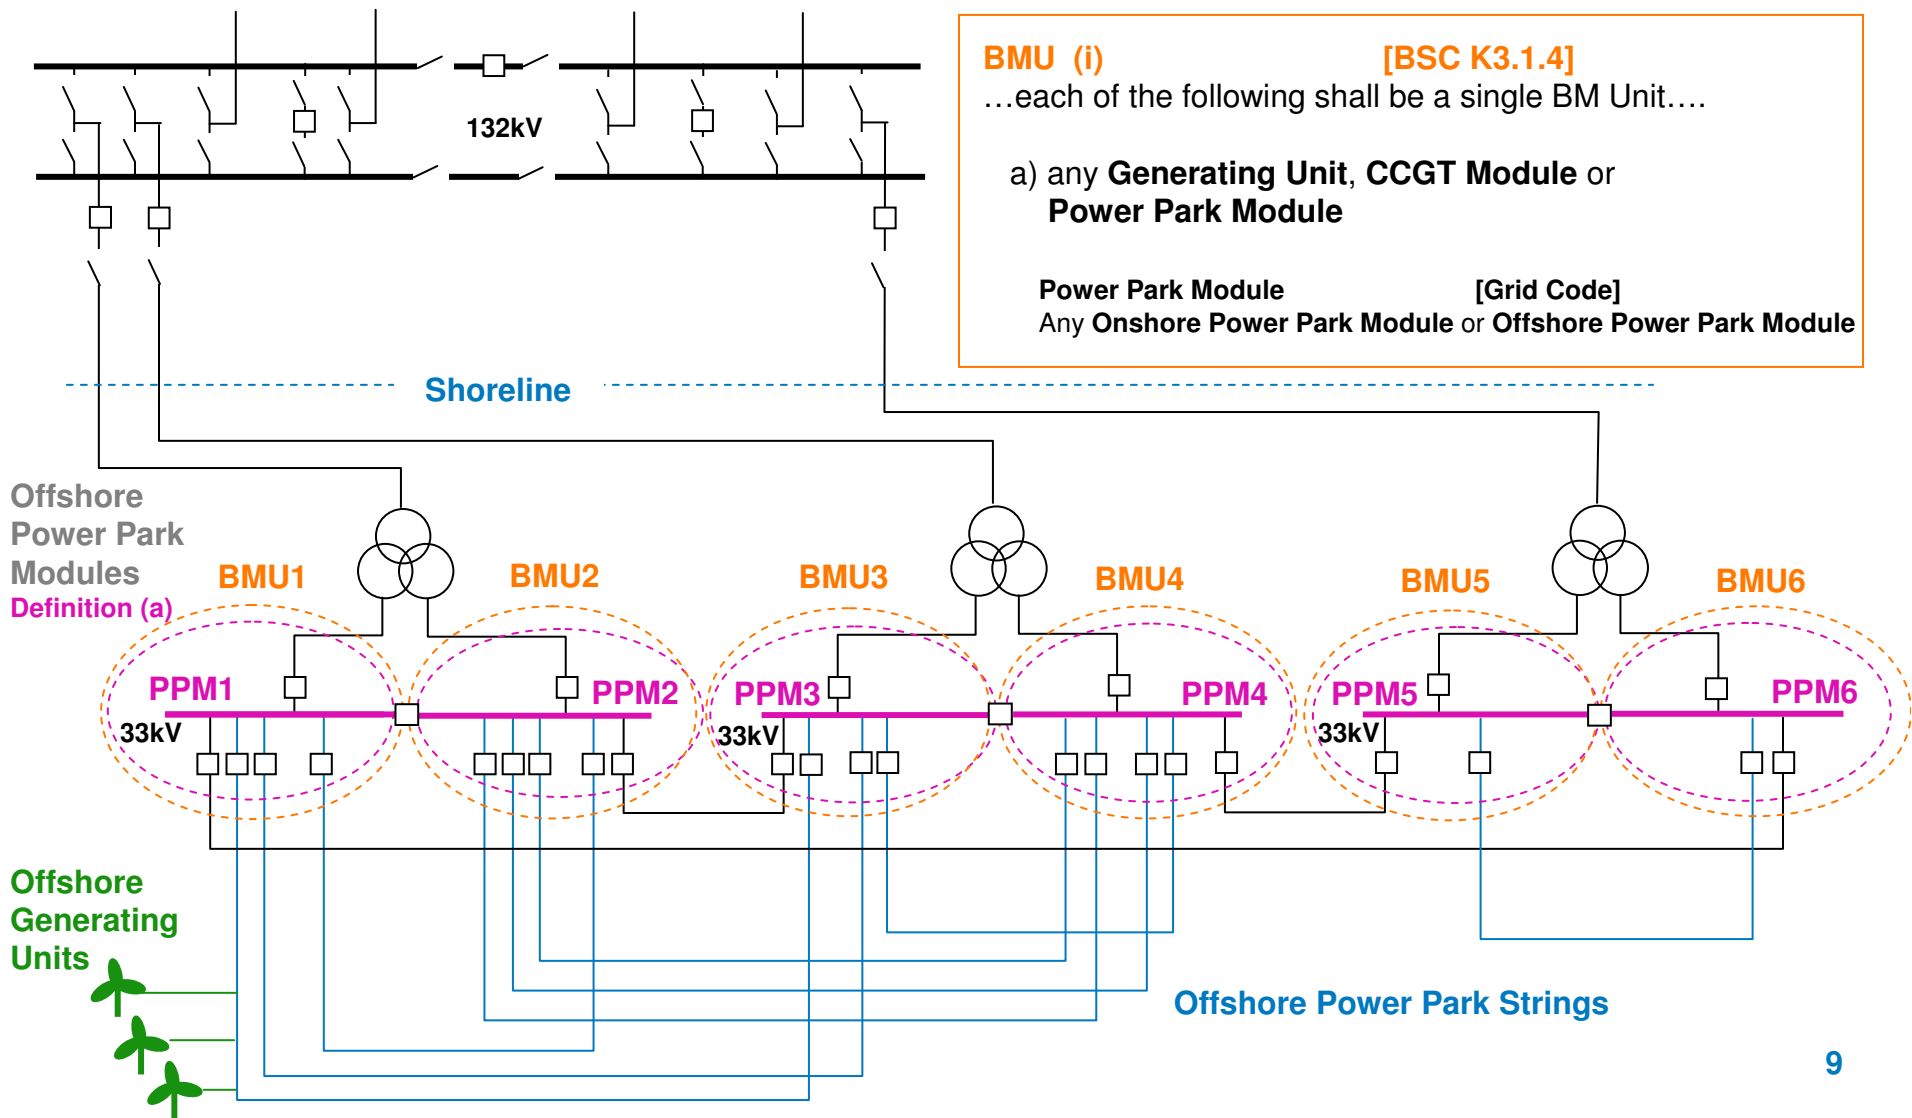 BMU (i) [BSC K3.1.4]
…each of the following shall be a single BM Unit….
a) any Generating Unit, CCGT Module or
Power Park Module
Power Park Module [Grid Code]
Any Onshore Power Park Module or Offshore Power Park Module
132kV
Shoreline
Offshore
Power Park
Modules
Definition (a)
BMU1 BMU2 BMU3 BMU4 BMU5 BMU6
PPM1 PPM2 PPM3 PPM4 PPM5 PPM6
33kV 33kV 33kV
Offshore
Generating
Units
Offshore Power Park Strings
9